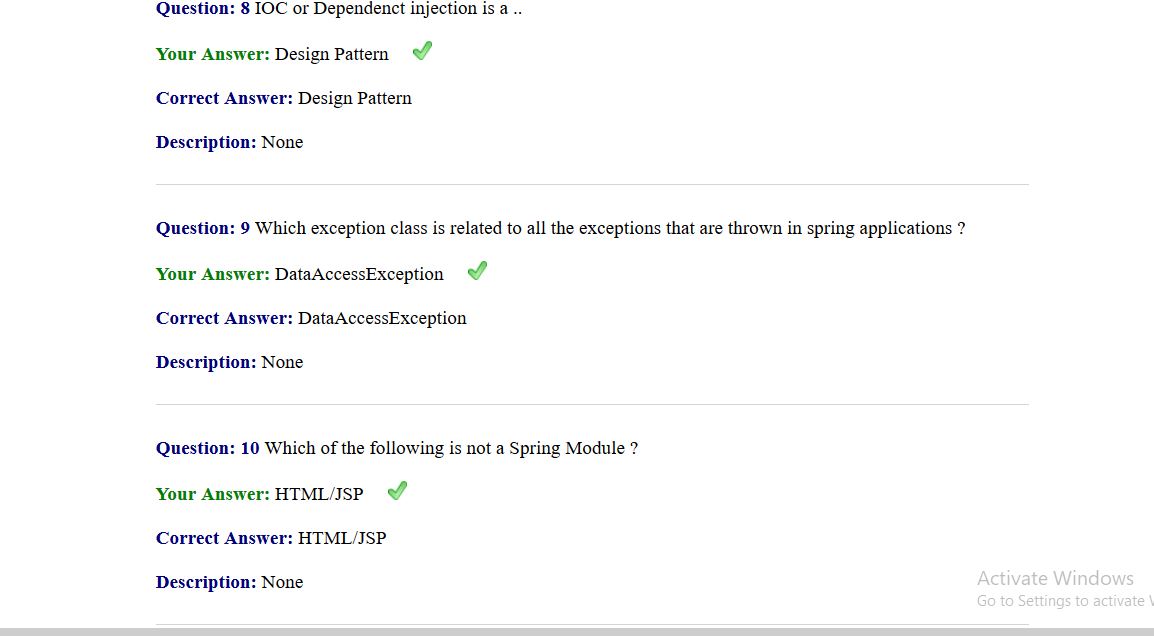 Question: 8 IOC or Dependenct injection is a ..
Your Answer: Design Pattern
Correct Answer: Design Pattern
Description: None
Question: 9 Which exception class is related to all the exceptions that are thrown in spring applications ?
Your Answer: DataAccessException
Correct Answer: DataAccessException
Description: None
Question: 10 Which of the following is not a Spring Module ?
Your Answer: HTML/JSP
Correct Answer: HTML/JSP
Description: None
Activate Windows
Go to Settings to activate